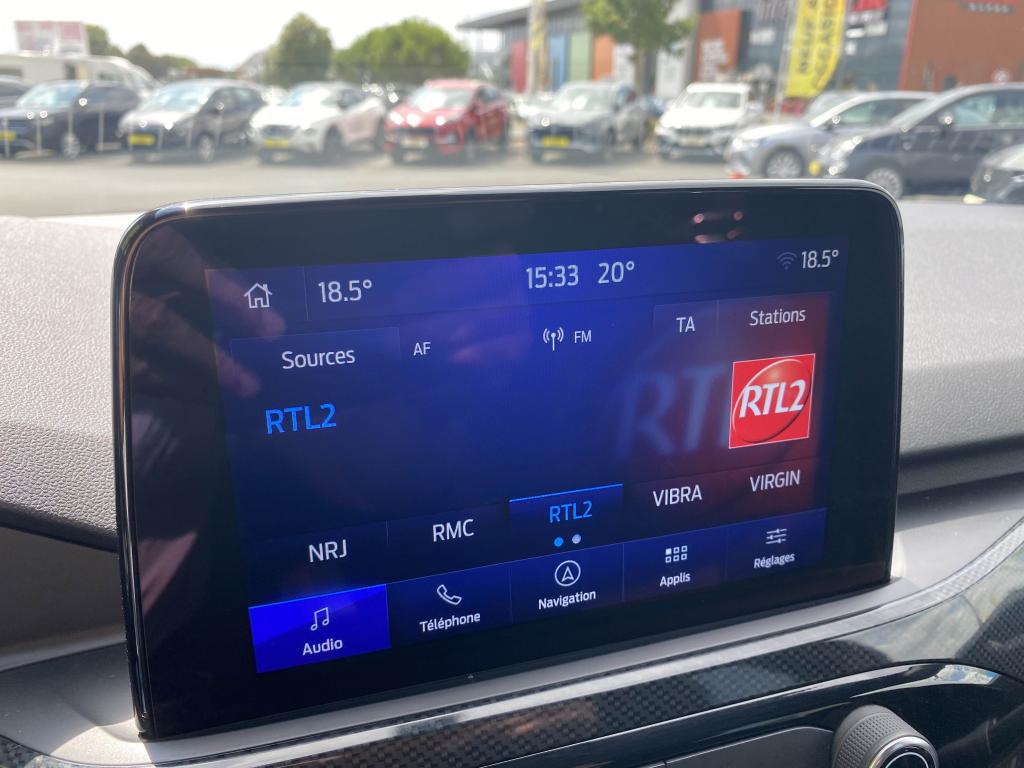 18.5° 15:33 20° 18.5°
Sources AF FM TA Stations
RTL2
RTL2
NRJ RMC RTL2 VIBRA VIRGIN
Audio Téléphone Navigation Applis Réglages